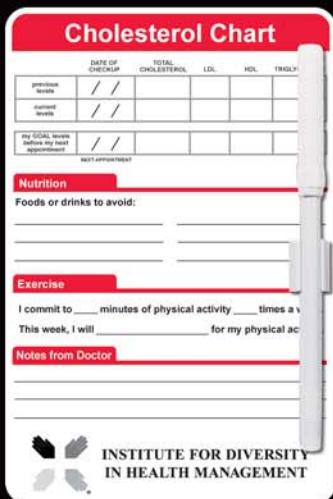 Cholesterol Chart
DATE OF CHECKUP TOTAL CHOLESTEROL LDL HDL
previous levels / /
current levels / /
my GOAL levels before my next appointment / /
NEXT APPOINTMENT
Nutrition
Foods or drinks to avoid:
Exercise
I commit to ____ minutes of physical activity ____ times a
This week, I will ____ for my physical
Notes from Doctor
INSTITUTE FOR DIVERSITY
IN HEALTH MANAGEMENT